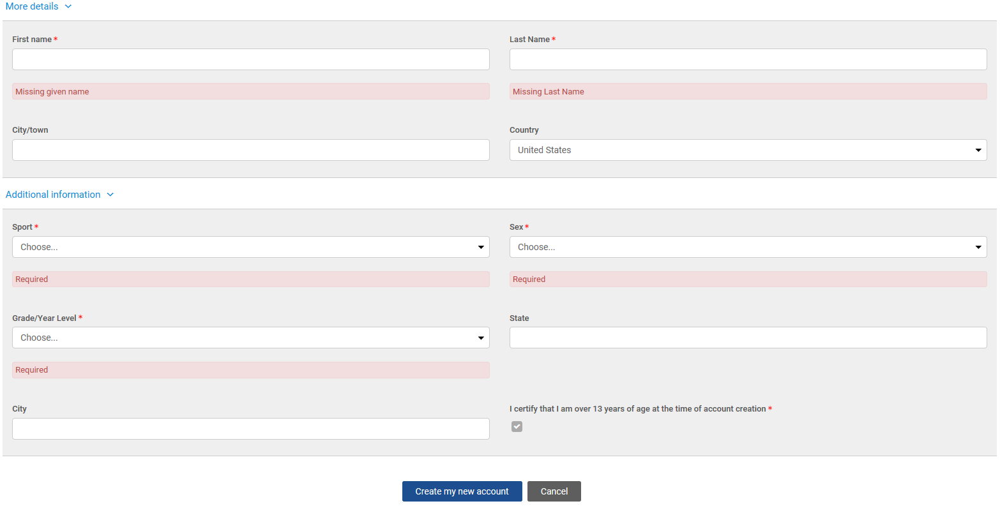 More details
First name *
Last Name *
Missing given name
Missing Last Name
City/town
Country
United States
Additional information
Sport *
Sex *
Choose...
Choose...
Required
Required
Grade/Year Level *
State
Choose...
Required
City
I certify that I am over 13 years of age at the time of account creation *
Create my new account
Cancel